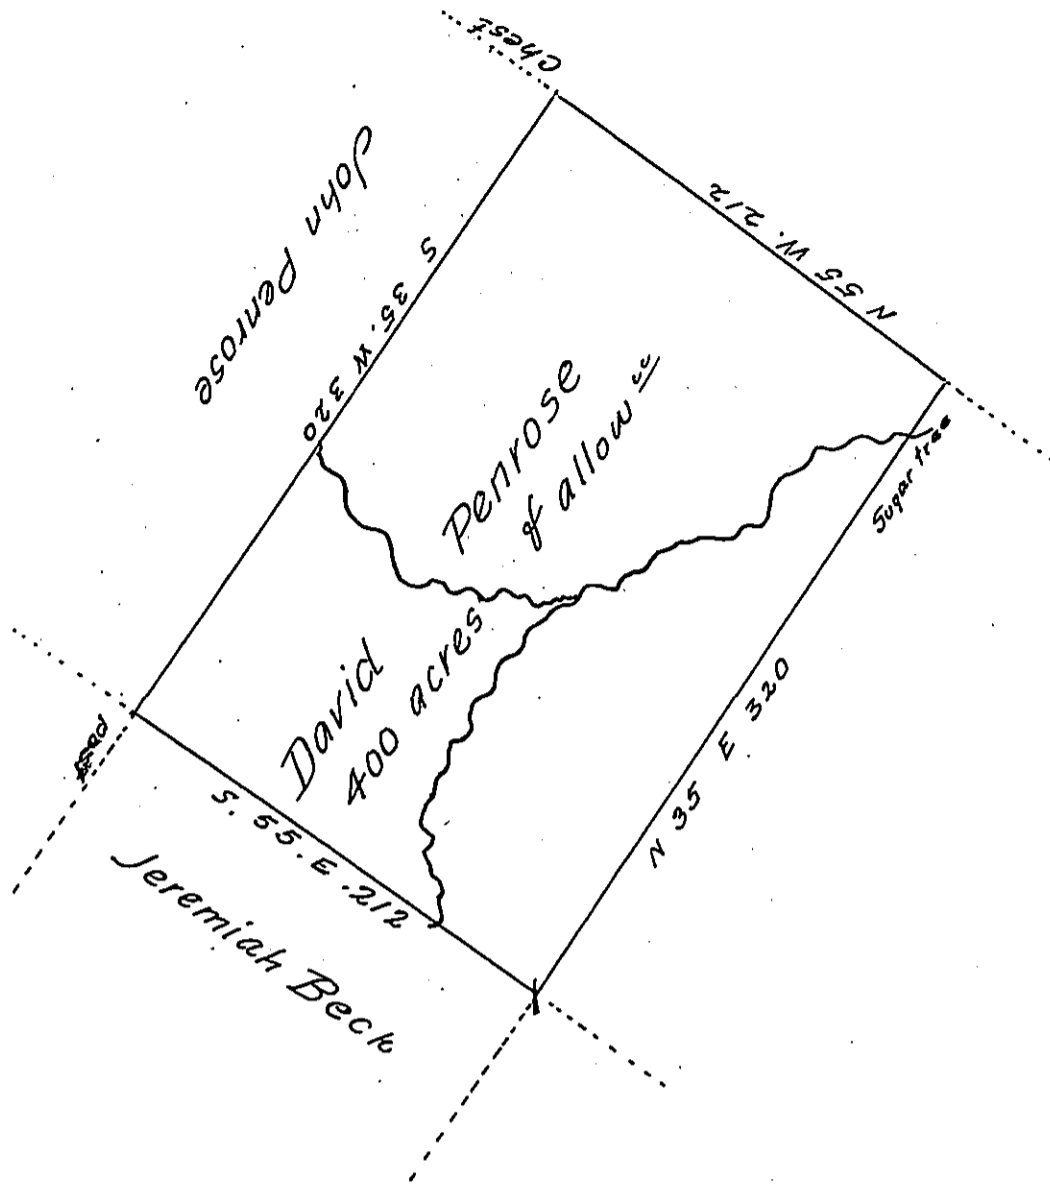 Chest
John Penrose
N 55 W. 212
S 35. W 320
David Penrose
400 acres & allow ce
Sugar tree
N 35 E. 320
S. 55. E. 212
Jeremiah Beck